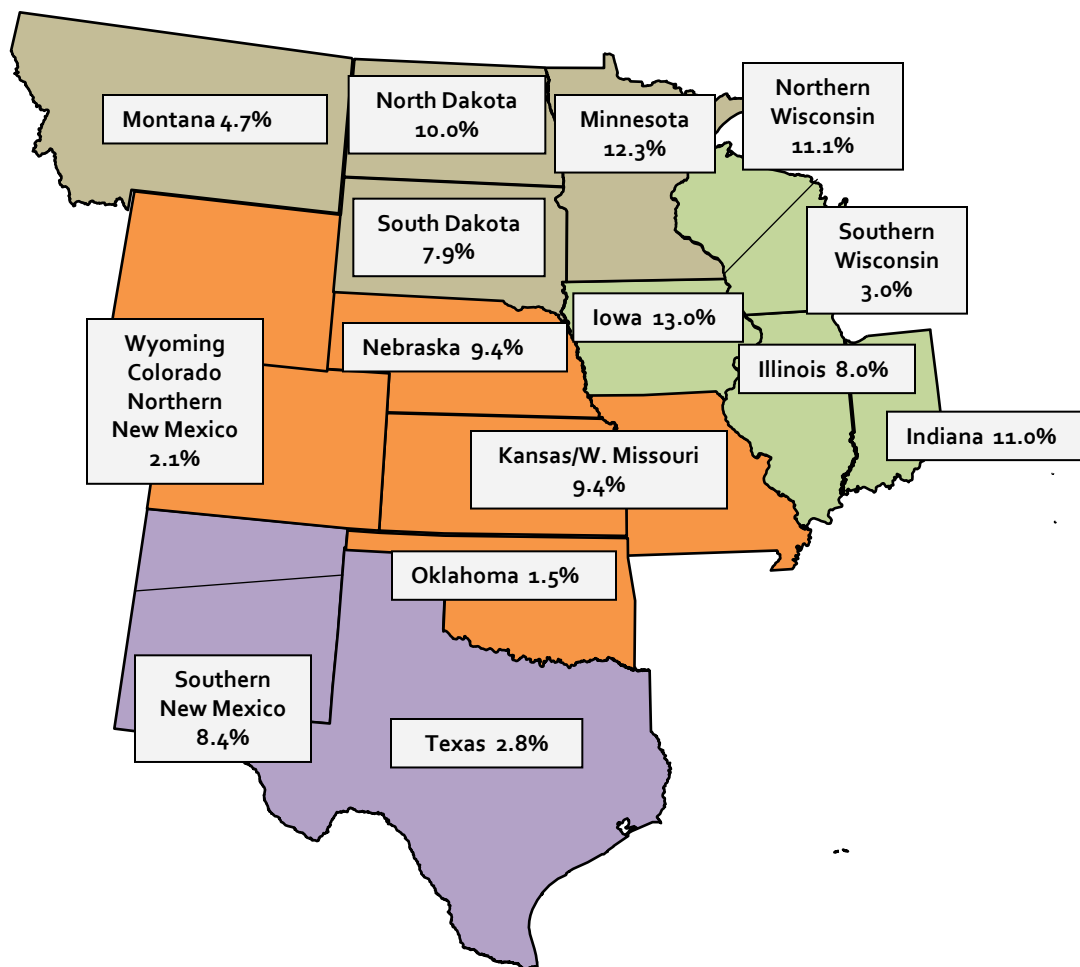 Montana 4.7%
North Dakota
10.0%
Minnesota
12.3%
Northern
Wisconsin
11.1%
South Dakota
7.9%
Southern
Wisconsin
3.0%
Wyoming
Colorado
Northern
New Mexico
2.1%
Nebraska 9.4%
Iowa 13.0%
Illinois 8.0%
Indiana 11.0%
Kansas/W. Missouri
9.4%
Oklahoma 1.5%
Southern
New Mexico
8.4%
Texas 2.8%